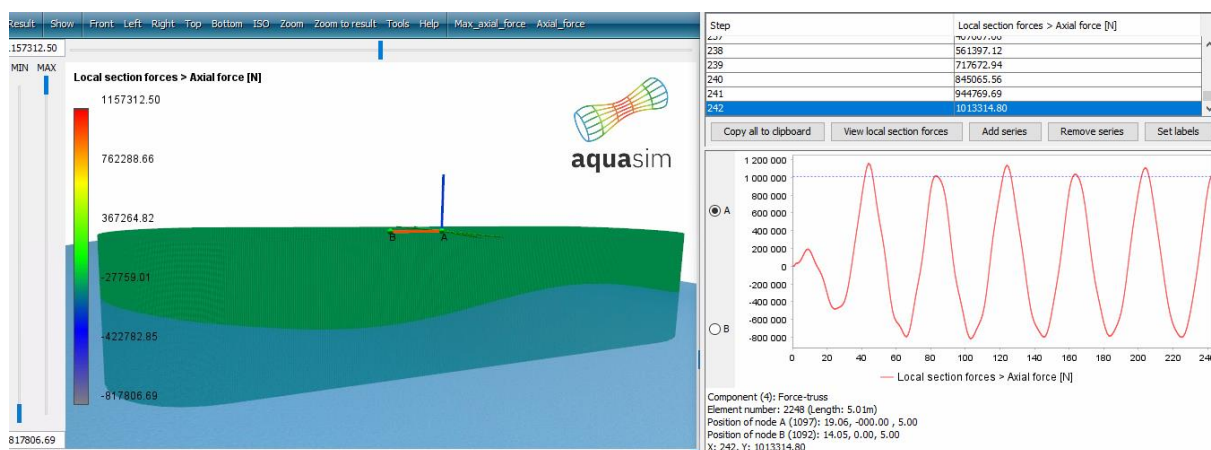 Result Show Front Left Right Top Bottom ISO Zoom Zoom to result Tools Help Max_axial_force Axial_force
.157312.50
MIN MAX
Local section forces > Axial force [N]
1157312.50
762288.66
367264.82
-27759.01
-422782.85
-817806.69
817806.69
aquasim
B A
Step Local section forces > Axial force [N]
238 561397.12
239 717672.94
240 845065.56
241 944769.69
242 1013314.80
Copy all to clipboard View local section forces Add series Remove series Set labels
A
B
1 200 000
1 000 000
800 000
600 000
400 000
200 000
0
-200 000
-400 000
-600 000
-800 000
0 20 40 60 80 100 120 140 160 180 200 220 240
Local section forces > Axial force [N]
Component (4): Force-truss
Element number: 2248 (Length: 5.01m)
Position of node A (1097): 19.06, -000.00 , 5.00
Position of node B (1092): 14.05, 0.00, 5.00
X: 242, Y: 1013314.80